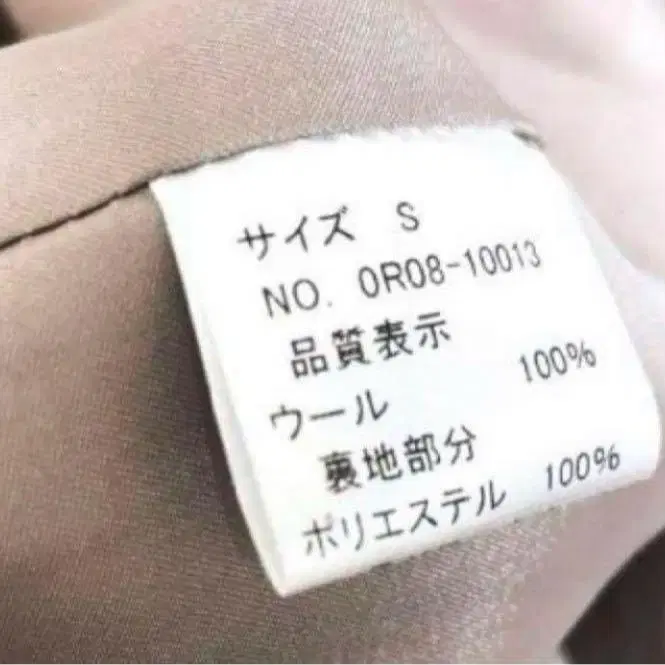 サイズ S
NO. 0R08-10013
品質表示
ウール 100%
裏地部分
ポリエステル 100%